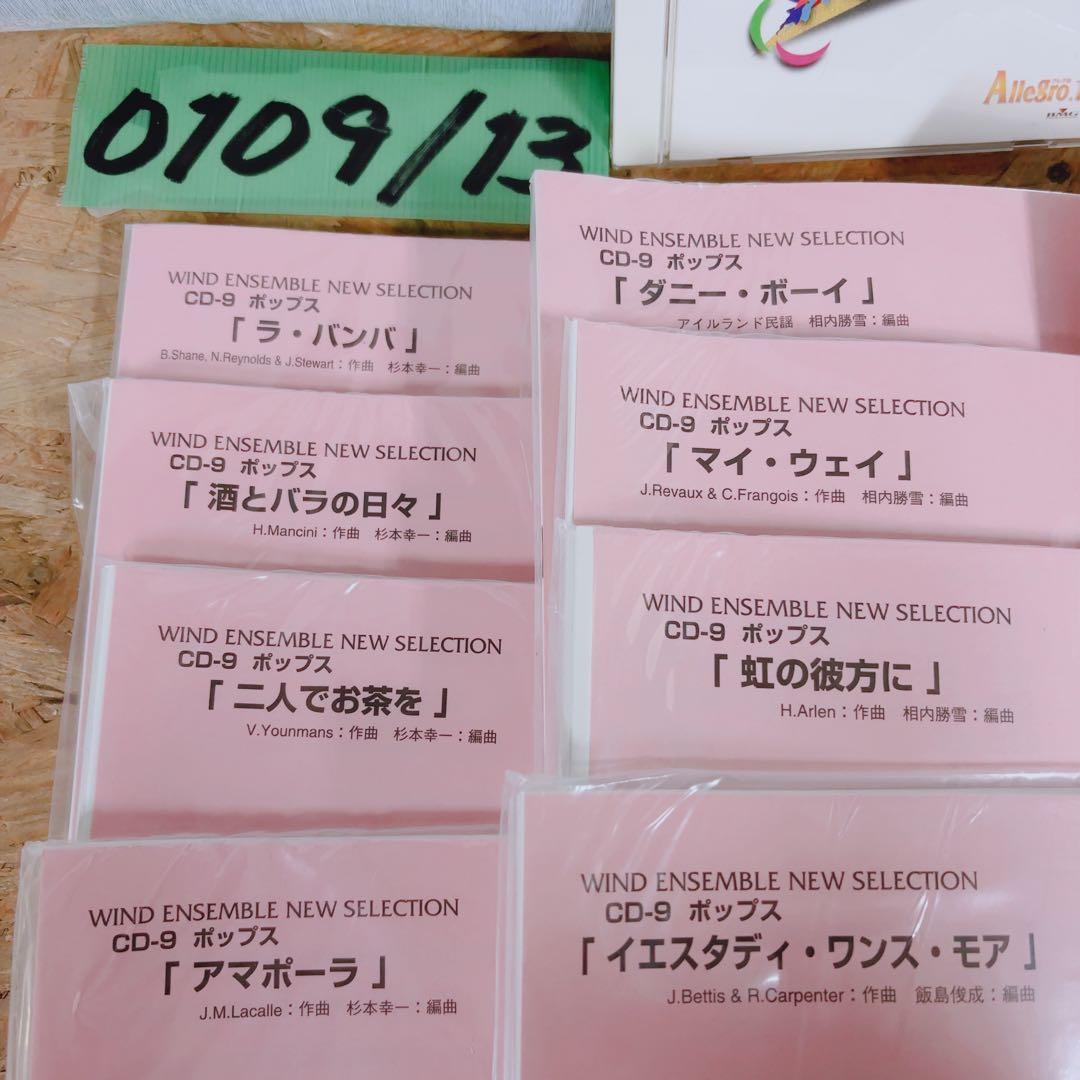 0109/13
Allegro.
BMG
WIND ENSEMBLE NEW SELECTION
CD-9 ポップス
「ラ・バンバ」
B.Shane, N.Reynolds & J.Stewart：作曲 杉本幸一：編曲
WIND ENSEMBLE NEW SELECTION
CD-9 ポップス
「酒とバラの日々」
H.Mancini：作曲 杉本幸一：編曲
WIND ENSEMBLE NEW SELECTION
CD-9 ポップス
「二人でお茶を」
V.Younmans：作曲 杉本幸一：編曲
WIND ENSEMBLE NEW SELECTION
CD-9 ポップス
「アマポーラ」
J.M.Lacalle：作曲 杉本幸一：編曲
WIND ENSEMBLE NEW SELECTION
CD-9 ポップス
「ダニー・ボーイ」
アイルランド民謡 相内勝雪：編曲
WIND ENSEMBLE NEW SELECTION
CD-9 ポップス
「マイ・ウェイ」
J.Revaux & C.Frangois：作曲 相内勝雪：編曲
WIND ENSEMBLE NEW SELECTION
CD-9 ポップス
「虹の彼方に」
H.Arlen：作曲 相内勝雪：編曲
WIND ENSEMBLE NEW SELECTION
CD-9 ポップス
「イエスタデイ・ワンス・モア」
J.Bettis & R.Carpenter：作曲 飯島俊成：編曲